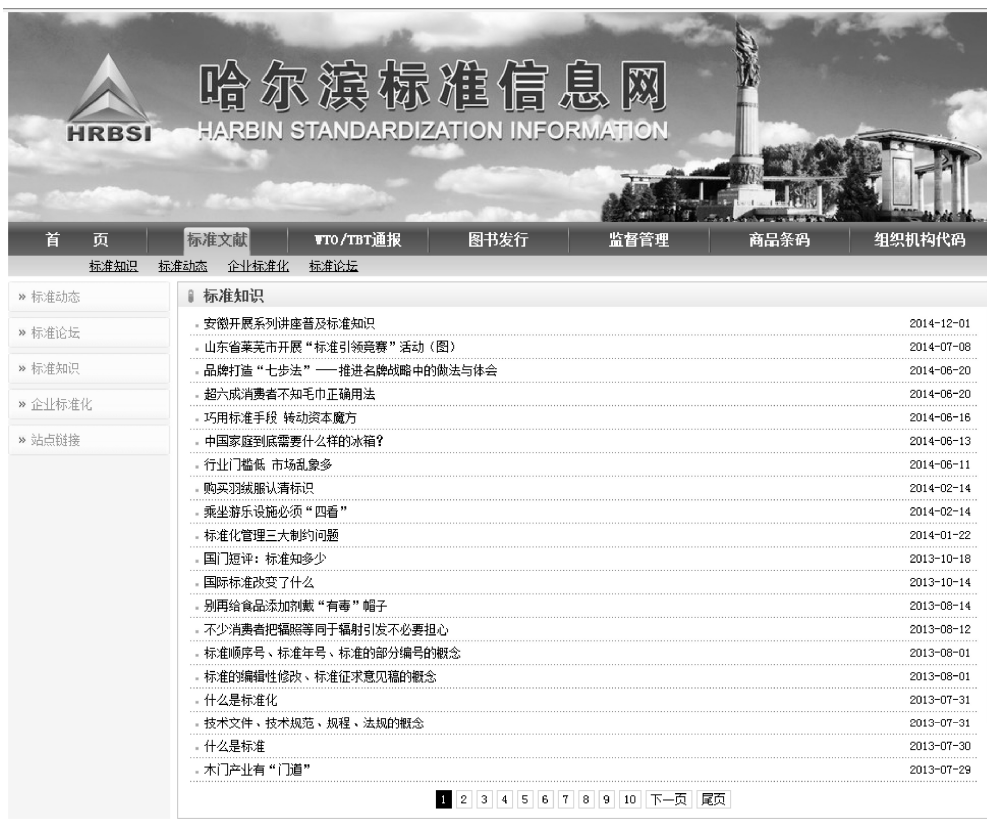 哈尔滨标准信息网
HRBSI
HARBIN STANDARDIZATION INFORMATION
首 页 标准文献 WTO/TBT通报 图书发行 监督管理 商品条码 组织机构代码
标准知识 标准动态 企业标准化 标准论坛
» 标准动态
» 标准论坛
» 标准知识
» 企业标准化
» 站点链接
标准知识
安徽开展系列讲座普及标准知识 2014-12-01
山东省莱芜市开展“标准引领竞赛”活动（图） 2014-07-08
品牌打造“七步法”——推进名牌战略中的做法与体会 2014-06-20
超六成消费者不知毛巾正确用法 2014-06-20
巧用标准手段 转动资本魔方 2014-06-16
中国家庭到底需要什么样的冰箱？ 2014-06-13
行业门槛低 市场乱象多 2014-06-11
购买羽绒服认清标识 2014-02-14
乘坐游乐设施必须“四看” 2014-02-14
标准化管理三大制约问题 2014-01-22
国门短评：标准知多少 2013-10-18
国际标准改变了什么 2013-10-14
别再给食品添加剂戴“有毒”帽子 2013-08-14
不少消费者把辐照等同于辐射引发不必要担心 2013-08-12
标准顺序号、标准年号、标准的部分编号的概念 2013-08-01
标准的编辑性修改、标准征求意见稿的概念 2013-08-01
什么是标准化 2013-07-31
技术文件、技术规范、规程、法规的概念 2013-07-31
什么是标准 2013-07-30
木门产业有“门道” 2013-07-29
1 2 3 4 5 6 7 8 9 10 下一页 尾页